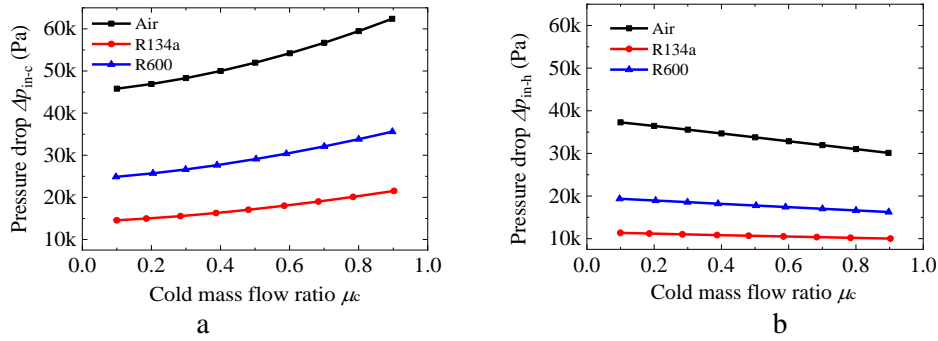 60k
50k
40k
30k
20k
10k
Pressure drop Δp_in-c (Pa)
Air
R134a
R600
0.0 0.2 0.4 0.6 0.8 1.0
Cold mass flow ratio μc
a
60k
50k
40k
30k
20k
10k
Pressure drop Δp_in-h (Pa)
Air
R134a
R600
0.0 0.2 0.4 0.6 0.8 1.0
Cold mass flow ratio μc
b